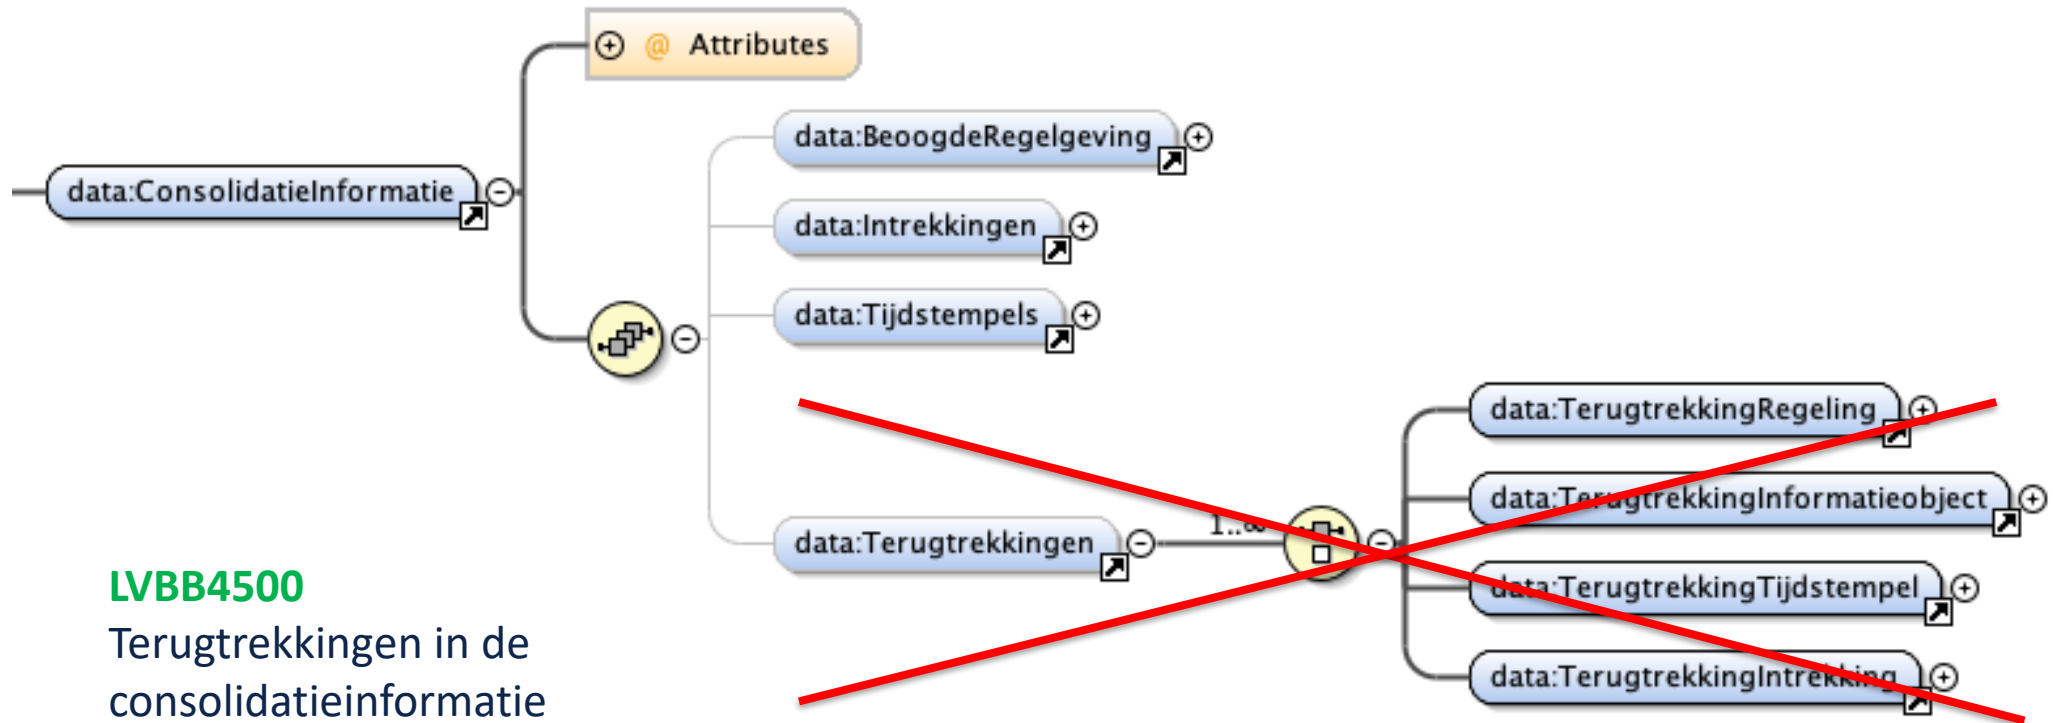 @ Attributes
data:BeoogdeRegelgeving
data:ConsolidatieInformatie
data:Intrekkingen
data:Tijdstempels
data:TerugtrekkingRegeling
data:TerugtrekkingInformatieobject
data:Terugtrekkingen
1..∞
data:TerugtrekkingTijdstempel
data:TerugtrekkingIntrekking
LVBB4500
Terugtrekkingen in de
consolidatieinformatie